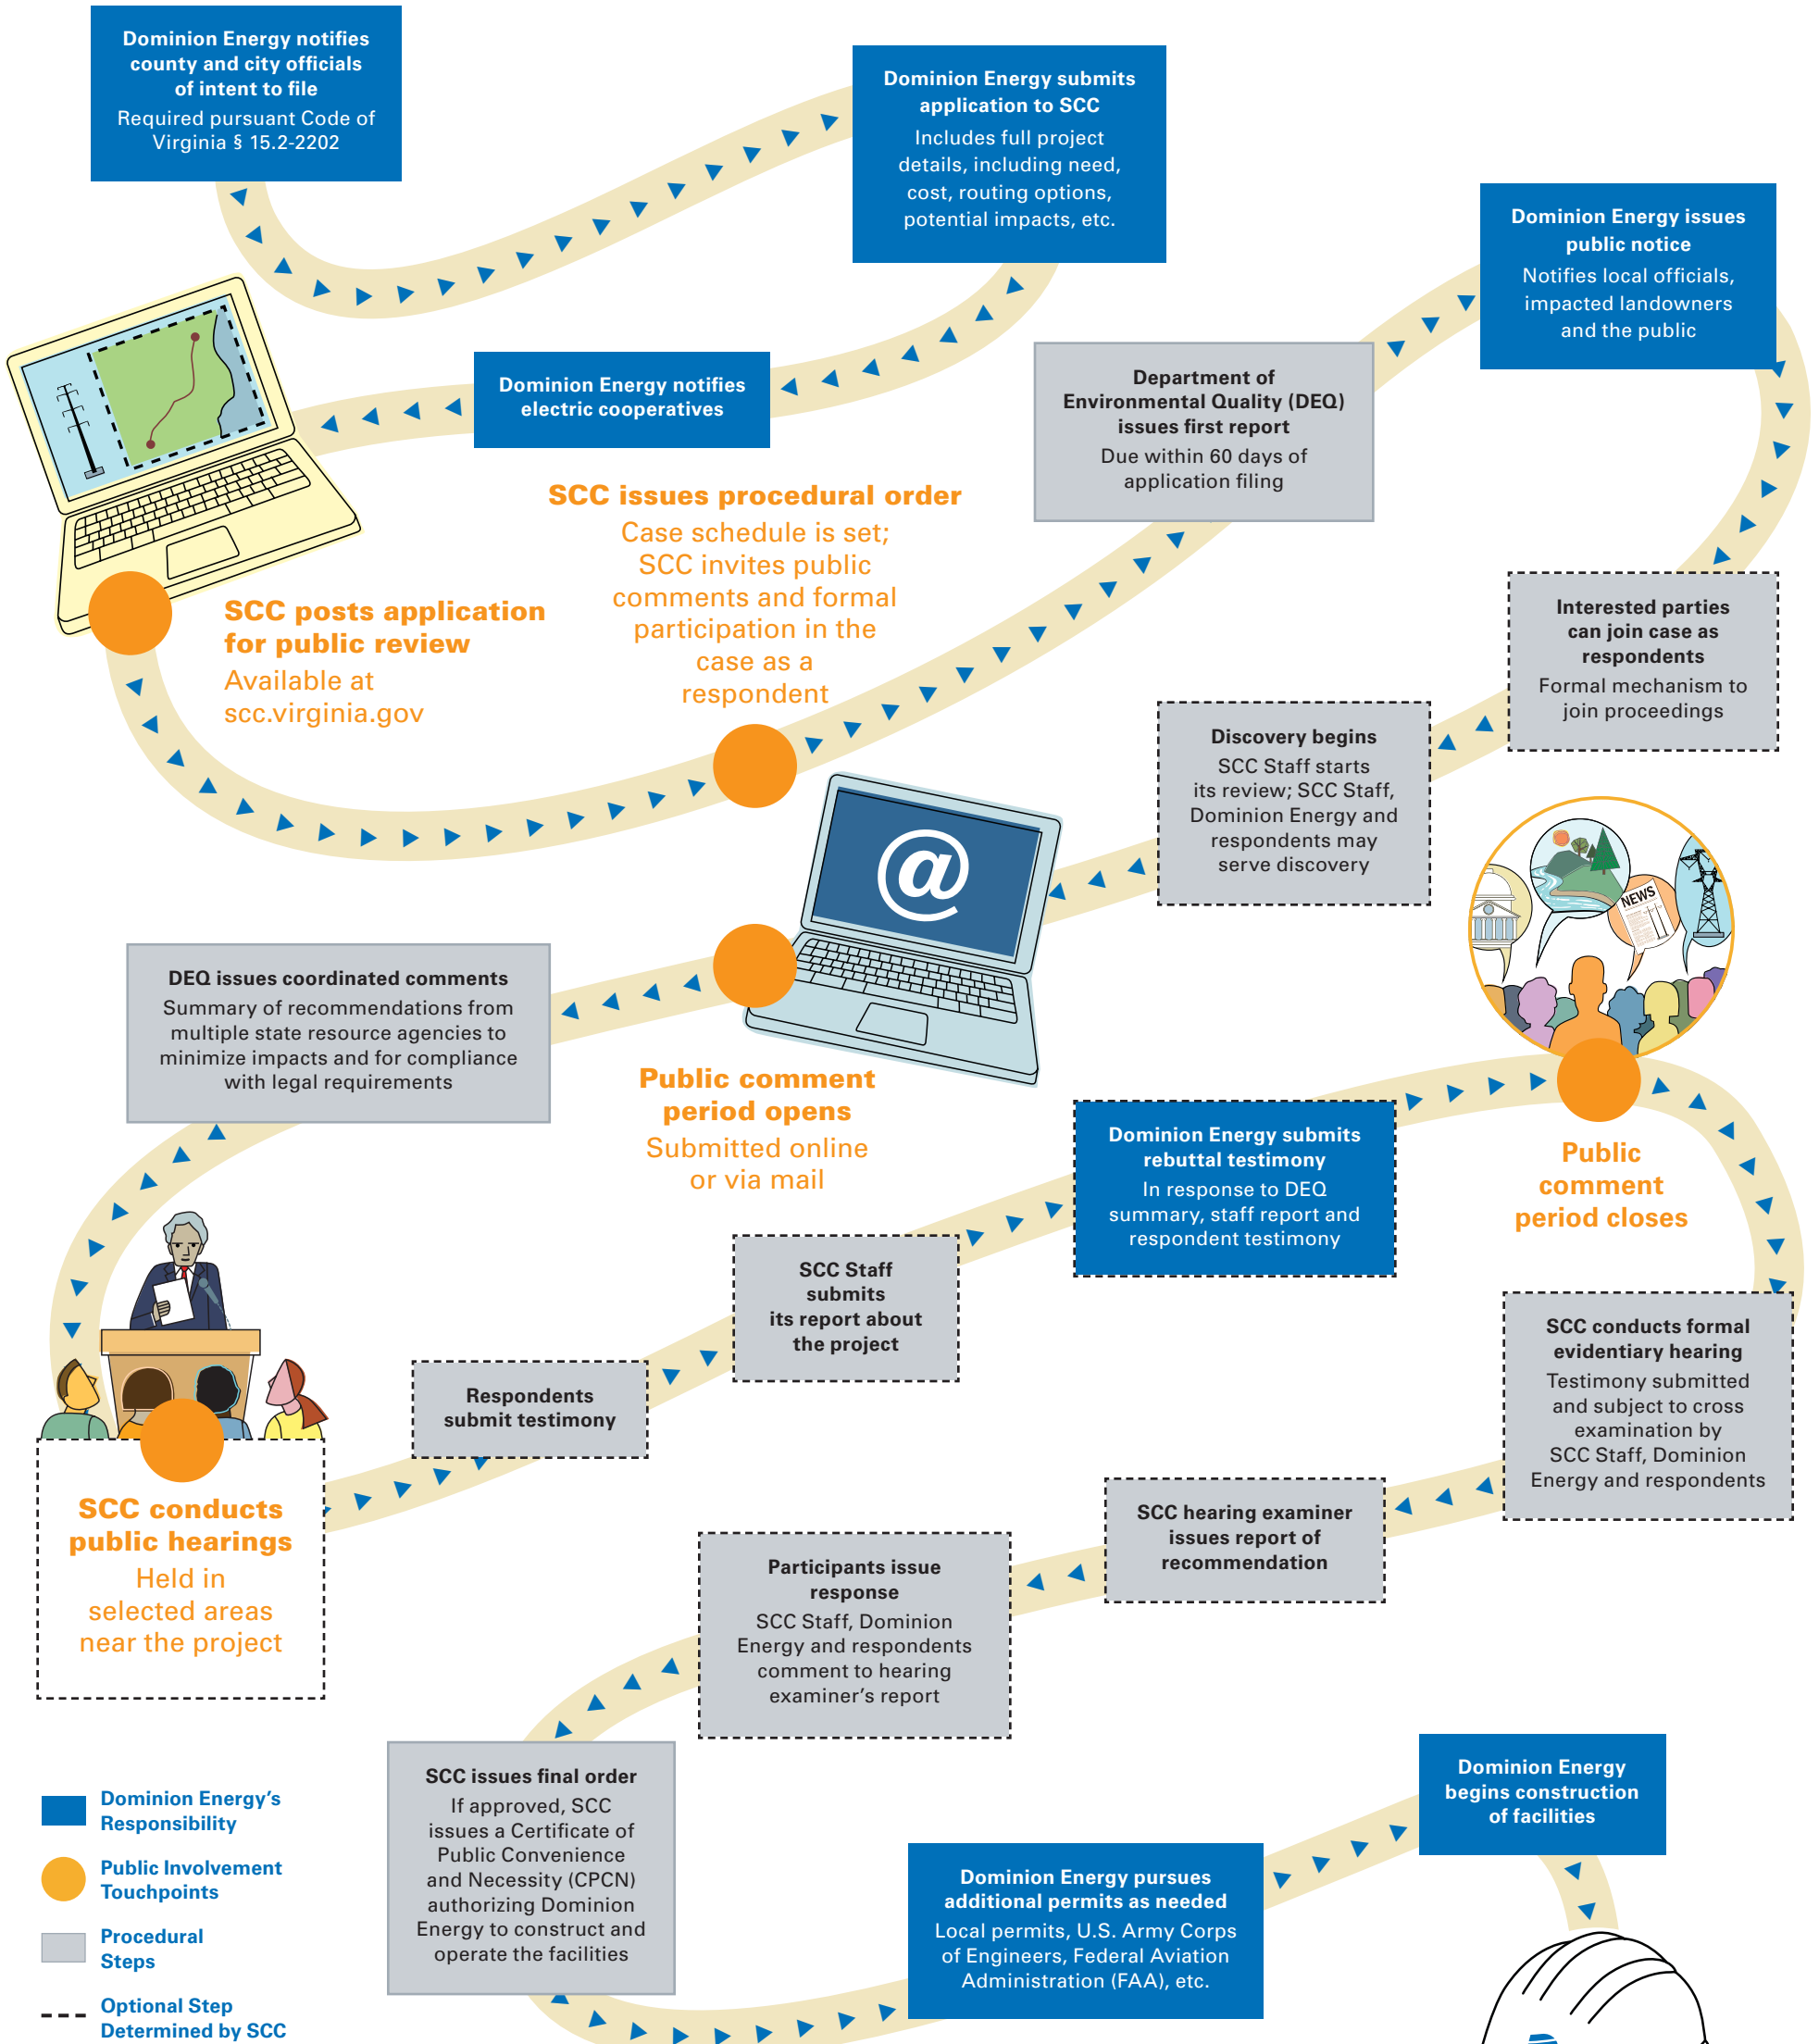 Dominion Energy notifies
county and city officials
of intent to file
Required pursuant Code of
Virginia § 15.2-2202
Dominion Energy submits
application to SCC
Includes full project
details, including need,
cost, routing options,
potential impacts, etc.
Dominion Energy notifies
electric cooperatives
SCC posts application
for public review
Available at
scc.virginia.gov
SCC issues procedural order
Case schedule is set;
SCC invites public
comments and formal
participation in the
case as a
respondent
Department of
Environmental Quality (DEQ)
issues first report
Due within 60 days of
application filing
Dominion Energy issues
public notice
Notifies local officials,
impacted landowners
and the public
Interested parties
can join case as
respondents
Formal mechanism to
join proceedings
Discovery begins
SCC Staff starts
its review; SCC Staff,
Dominion Energy and
respondents may
serve discovery
@
Public comment
period opens
Submitted online
or via mail
DEQ issues coordinated comments
Summary of recommendations from
multiple state resource agencies to
minimize impacts and for compliance
with legal requirements
SCC conducts
public hearings
Held in
selected areas
near the project
Respondents
submit testimony
SCC Staff
submits
its report about
the project
Dominion Energy submits
rebuttal testimony
In response to DEQ
summary, staff report and
respondent testimony
NEWS
Public
comment
period closes
SCC conducts formal
evidentiary hearing
Testimony submitted
and subject to cross
examination by
SCC Staff, Dominion
Energy and respondents
SCC hearing examiner
issues report of
recommendation
Participants issue
response
SCC Staff, Dominion
Energy and respondents
comment to hearing
examiner's report
SCC issues final order
If approved, SCC
issues a Certificate of
Public Convenience
and Necessity (CPCN)
authorizing Dominion
Energy to construct and
operate the facilities
Dominion Energy pursues
additional permits as needed
Local permits, U.S. Army Corps
of Engineers, Federal Aviation
Administration (FAA), etc.
Dominion Energy
begins construction
of facilities
Dominion Energy's
Responsibility
Public Involvement
Touchpoints
Procedural
Steps
Optional Step
Determined by SCC